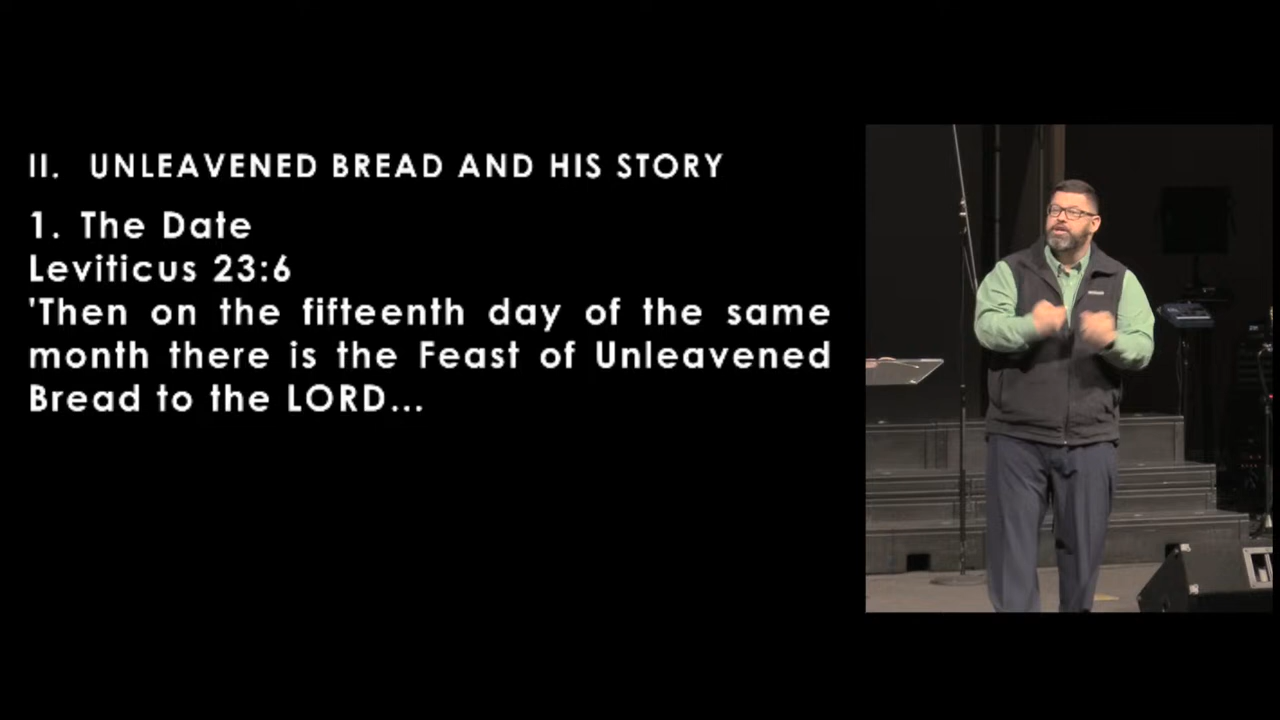 II. UNLEAVENED BREAD AND HIS STORY
1. The Date
Leviticus 23:6
'Then on the fifteenth day of the same
month there is the Feast of Unleavened
Bread to the LORD...